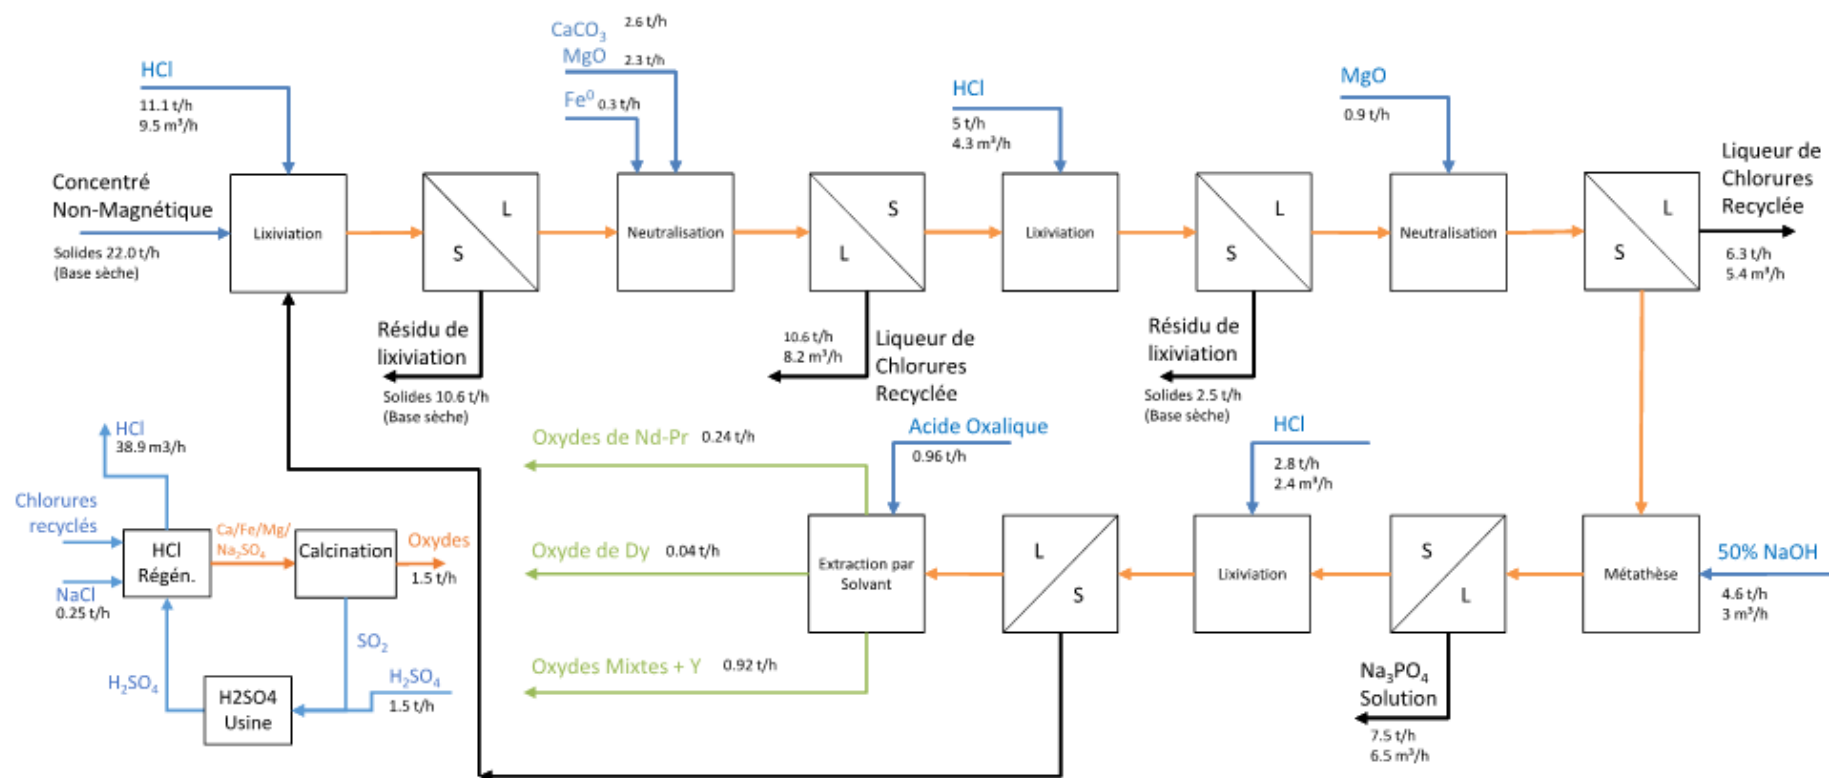 HCl
11.1 t/h
9.5 m³/h
Concentré
Non-Magnétique
Solides 22.0 t/h
(Base sèche)
Lixiviation
L
S
Résidu de
lixiviation
Solides 10.6 t/h
(Base sèche)
CaCO₃ 2.6 t/h
MgO 2.3 t/h
Fe⁰ 0.3 t/h
Neutralisation
S
L
10.6 t/h
8.2 m³/h
Liqueur de
Chlorures
Recyclée
HCl
5 t/h
4.3 m³/h
Lixiviation
L
S
Résidu de
lixiviation
Solides 2.5 t/h
(Base sèche)
MgO
0.9 t/h
Neutralisation
L
S
Liqueur de
Chlorures
Recyclée
6.3 t/h
5.4 m³/h
Métathèse
50% NaOH
4.6 t/h
3 m³/h
S
L
Na₃PO₄
Solution
7.5 t/h
6.5 m³/h
HCl
2.8 t/h
2.4 m³/h
Lixiviation
L
S
Acide Oxalique
0.96 t/h
Extraction par
Solvant
Oxydes de Nd-Pr 0.24 t/h
Oxyde de Dy 0.04 t/h
Oxydes Mixtes + Y 0.92 t/h
HCl
38.9 m3/h
Chlorures
recyclés
NaCl
0.25 t/h
HCl
Régén.
Ca/Fe/Mg/
Na₂SO₄
Calcination
Oxydes
1.5 t/h
SO₂
H₂SO₄
1.5 t/h
H₂SO₄
H2SO4
Usine